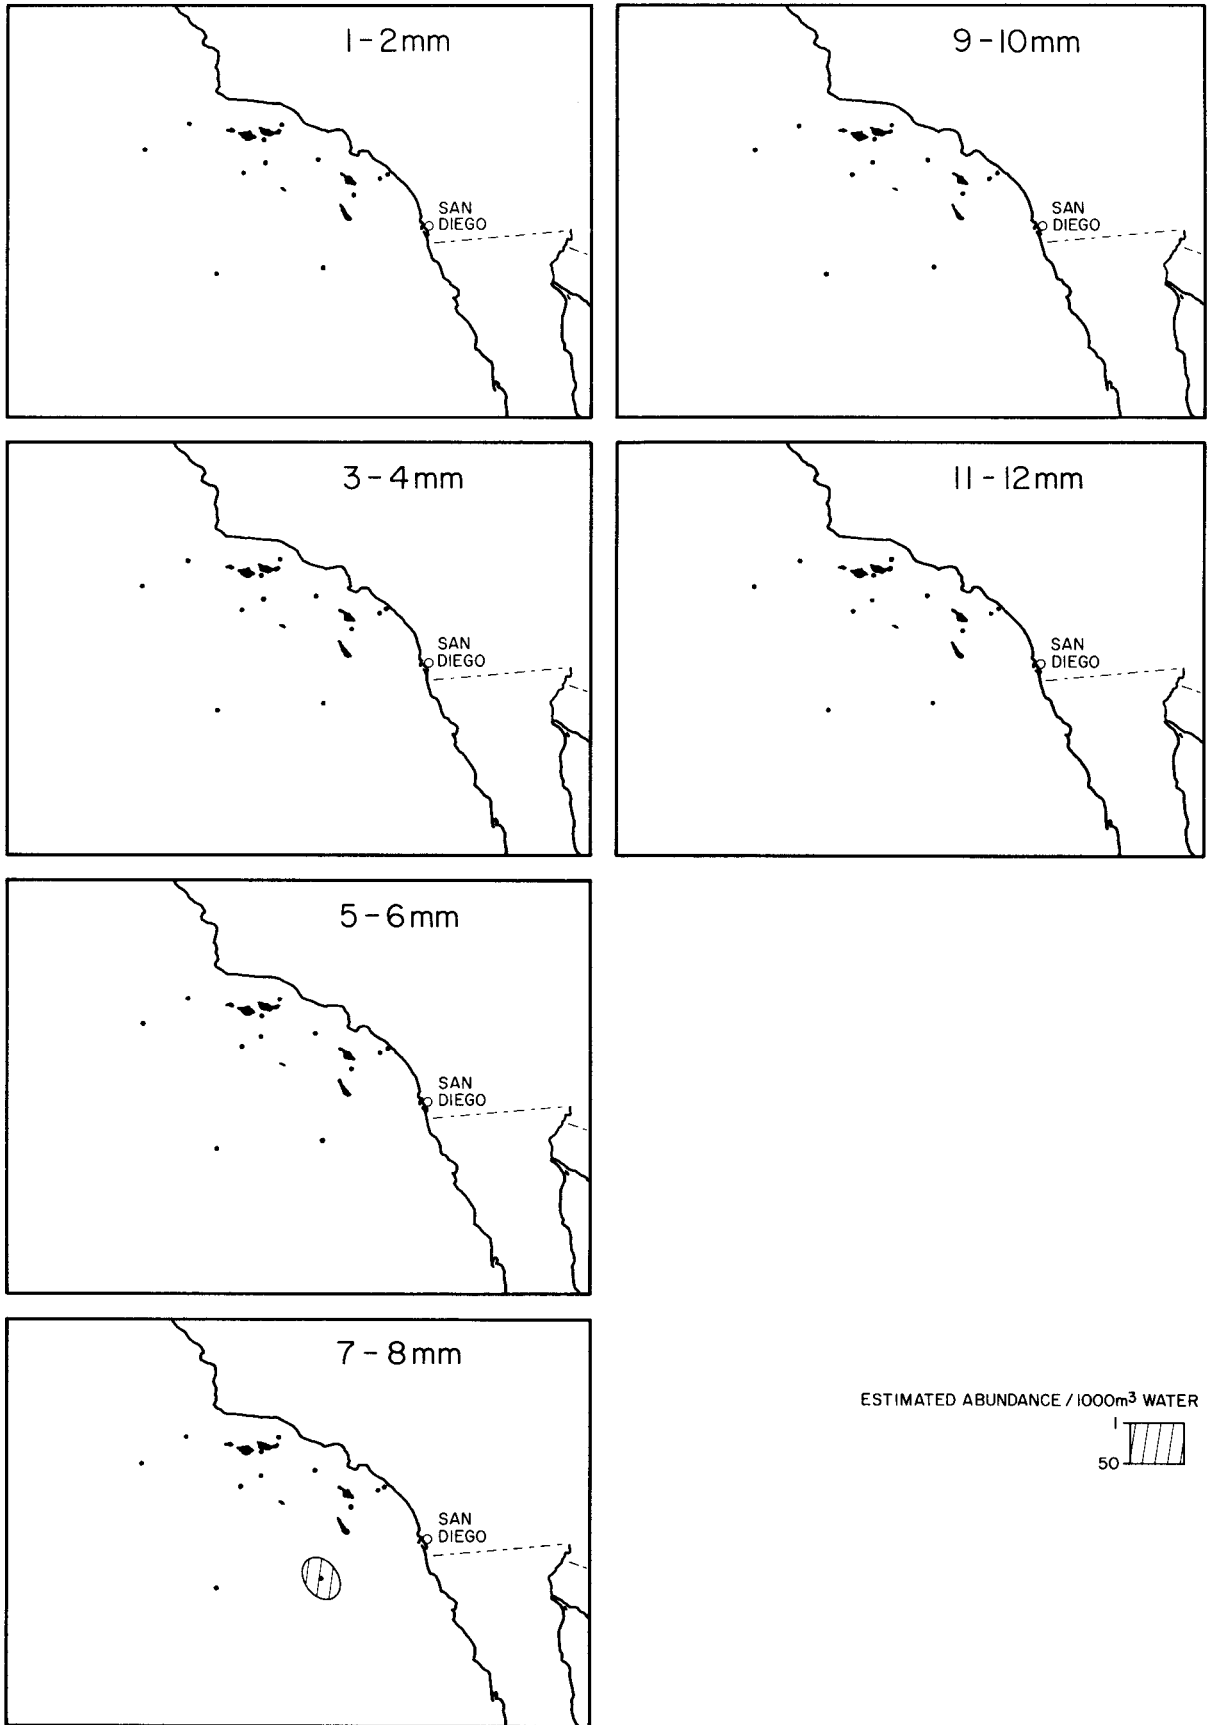 1-2mm
SAN
DIEGO
3-4mm
SAN
DIEGO
5-6mm
SAN
DIEGO
7-8mm
SAN
DIEGO
9-10mm
SAN
DIEGO
11-12mm
SAN
DIEGO
ESTIMATED ABUNDANCE / 1000m³ WATER
1
50